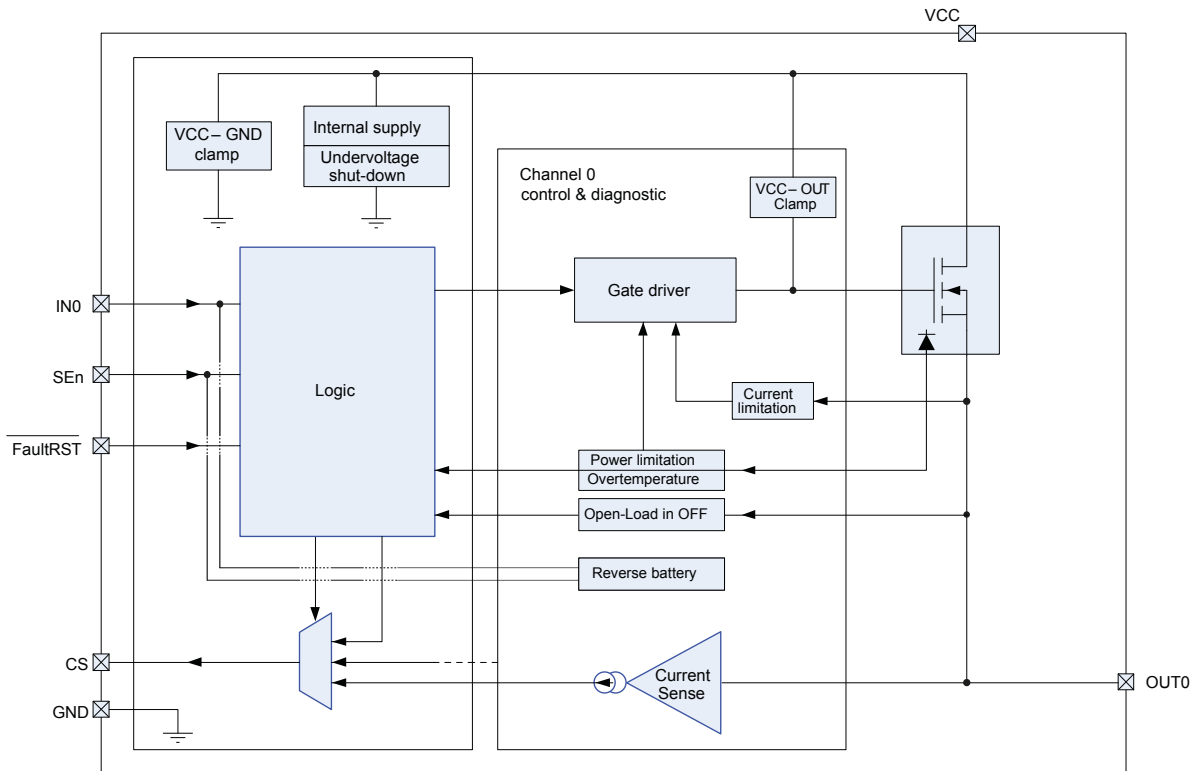 VCC
VCC – GND
clamp
Internal supply
Undervoltage
shut-down
Channel 0
control & diagnostic
VCC – OUT
Clamp
Gate driver
IN0
SEn
Logic
Current
limitation
FaultRST
Power limitation
Overtemperature
Open-Load in OFF
Reverse battery
CS
Current
Sense
OUT0
GND